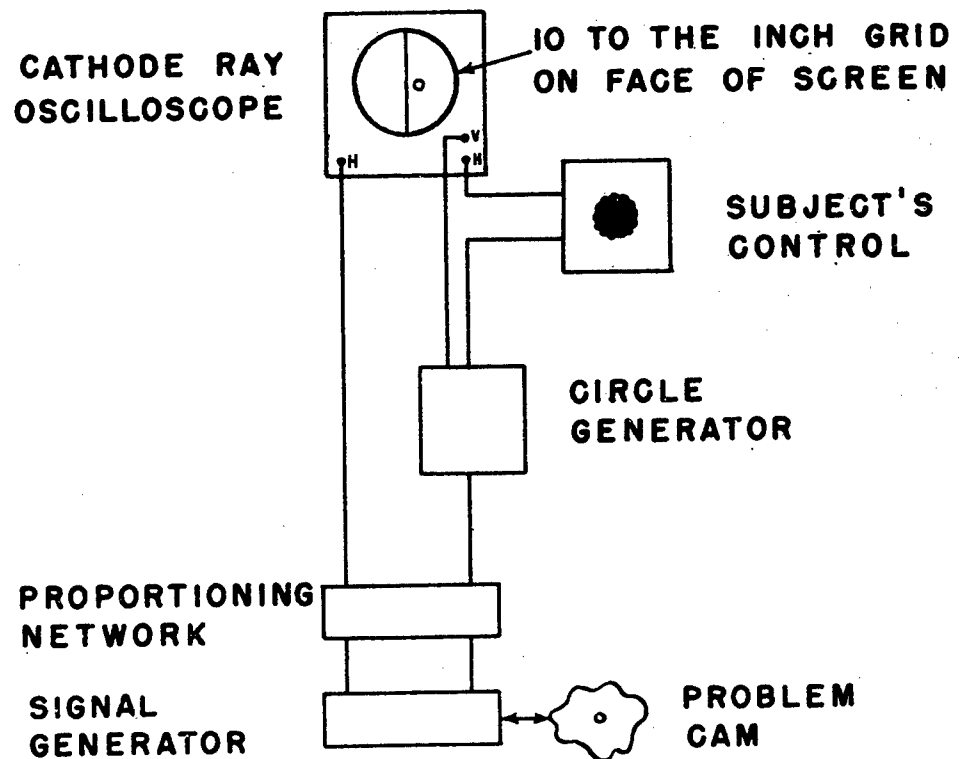 CATHODE RAY
OSCILLOSCOPE
10 TO THE INCH GRID
ON FACE OF SCREEN
V
H
H
SUBJECT'S
CONTROL
CIRCLE
GENERATOR
PROPORTIONING
NETWORK
SIGNAL
GENERATOR
PROBLEM
CAM